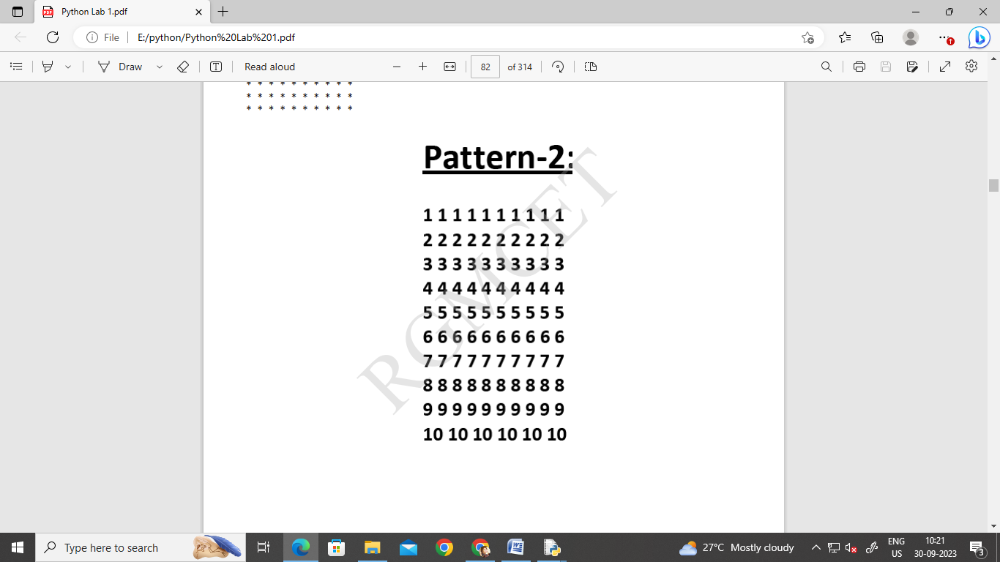 Python Lab 1.pdf
File E:/python/Python%20Lab%201.pdf
Draw Read aloud 82 of 314
* * * * * * * * * *
* * * * * * * * * *
* * * * * * * * * *
Pattern-2:
1 1 1 1 1 1 1 1 1 1
2 2 2 2 2 2 2 2 2 2
3 3 3 3 3 3 3 3 3 3
4 4 4 4 4 4 4 4 4 4
5 5 5 5 5 5 5 5 5 5
6 6 6 6 6 6 6 6 6 6
7 7 7 7 7 7 7 7 7 7
8 8 8 8 8 8 8 8 8 8
9 9 9 9 9 9 9 9 9 9
10 10 10 10 10 10
RGMCET
Type here to search
27°C Mostly cloudy
ENG
US
10:21
30-09-2023
3